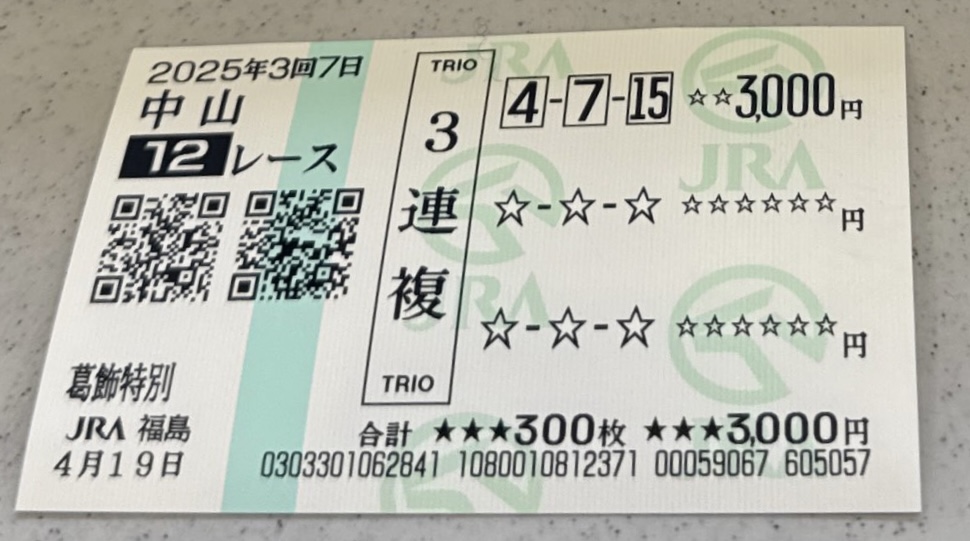 2025年3回7日
中山
12レース
葛飾特別
JRA 福島
4月19日
TRIO
3連複
TRIO
4-7-15 ☆☆3,000円
☆-☆-☆ ☆☆☆☆☆☆円
☆-☆-☆ ☆☆☆☆☆☆円
合計 ★★★300枚 ★★★3,000円
0303301062841 1080010812371 00059067 605057
JRA
JRA
JRA